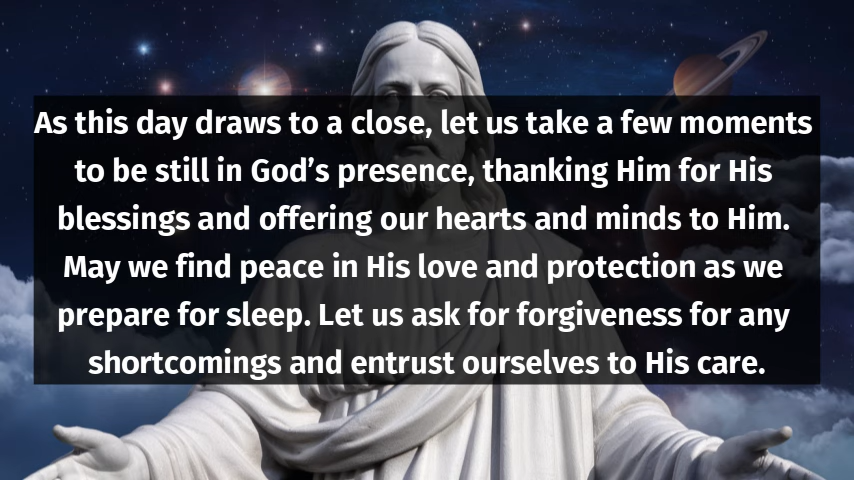 As this day draws to a close, let us take a few moments
to be still in God’s presence, thanking Him for His
blessings and offering our hearts and minds to Him.
May we find peace in His love and protection as we
prepare for sleep. Let us ask for forgiveness for any
shortcomings and entrust ourselves to His care.